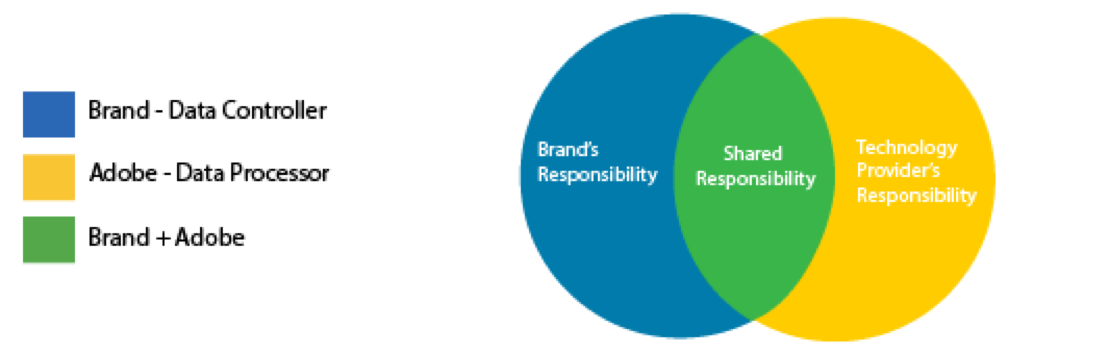 Brand - Data Controller
Adobe - Data Processor
Brand + Adobe
Brand's
Responsibility
Shared
Responsibility
Technology
Provider's
Responsibility